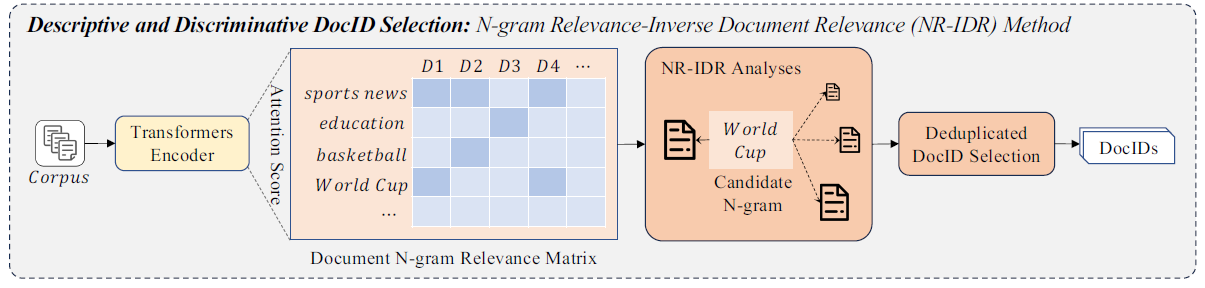 Descriptive and Discriminative DocID Selection: N-gram Relevance-Inverse Document Relevance (NR-IDR) Method
Corpus
Transformers
Encoder
Attention Score
D1 D2 D3 D4 ...
sports news
education
basketball
World Cup
...
Document N-gram Relevance Matrix
NR-IDR Analyses
World
Cup
Candidate
N-gram
Deduplicated
DocID Selection
DocIDs